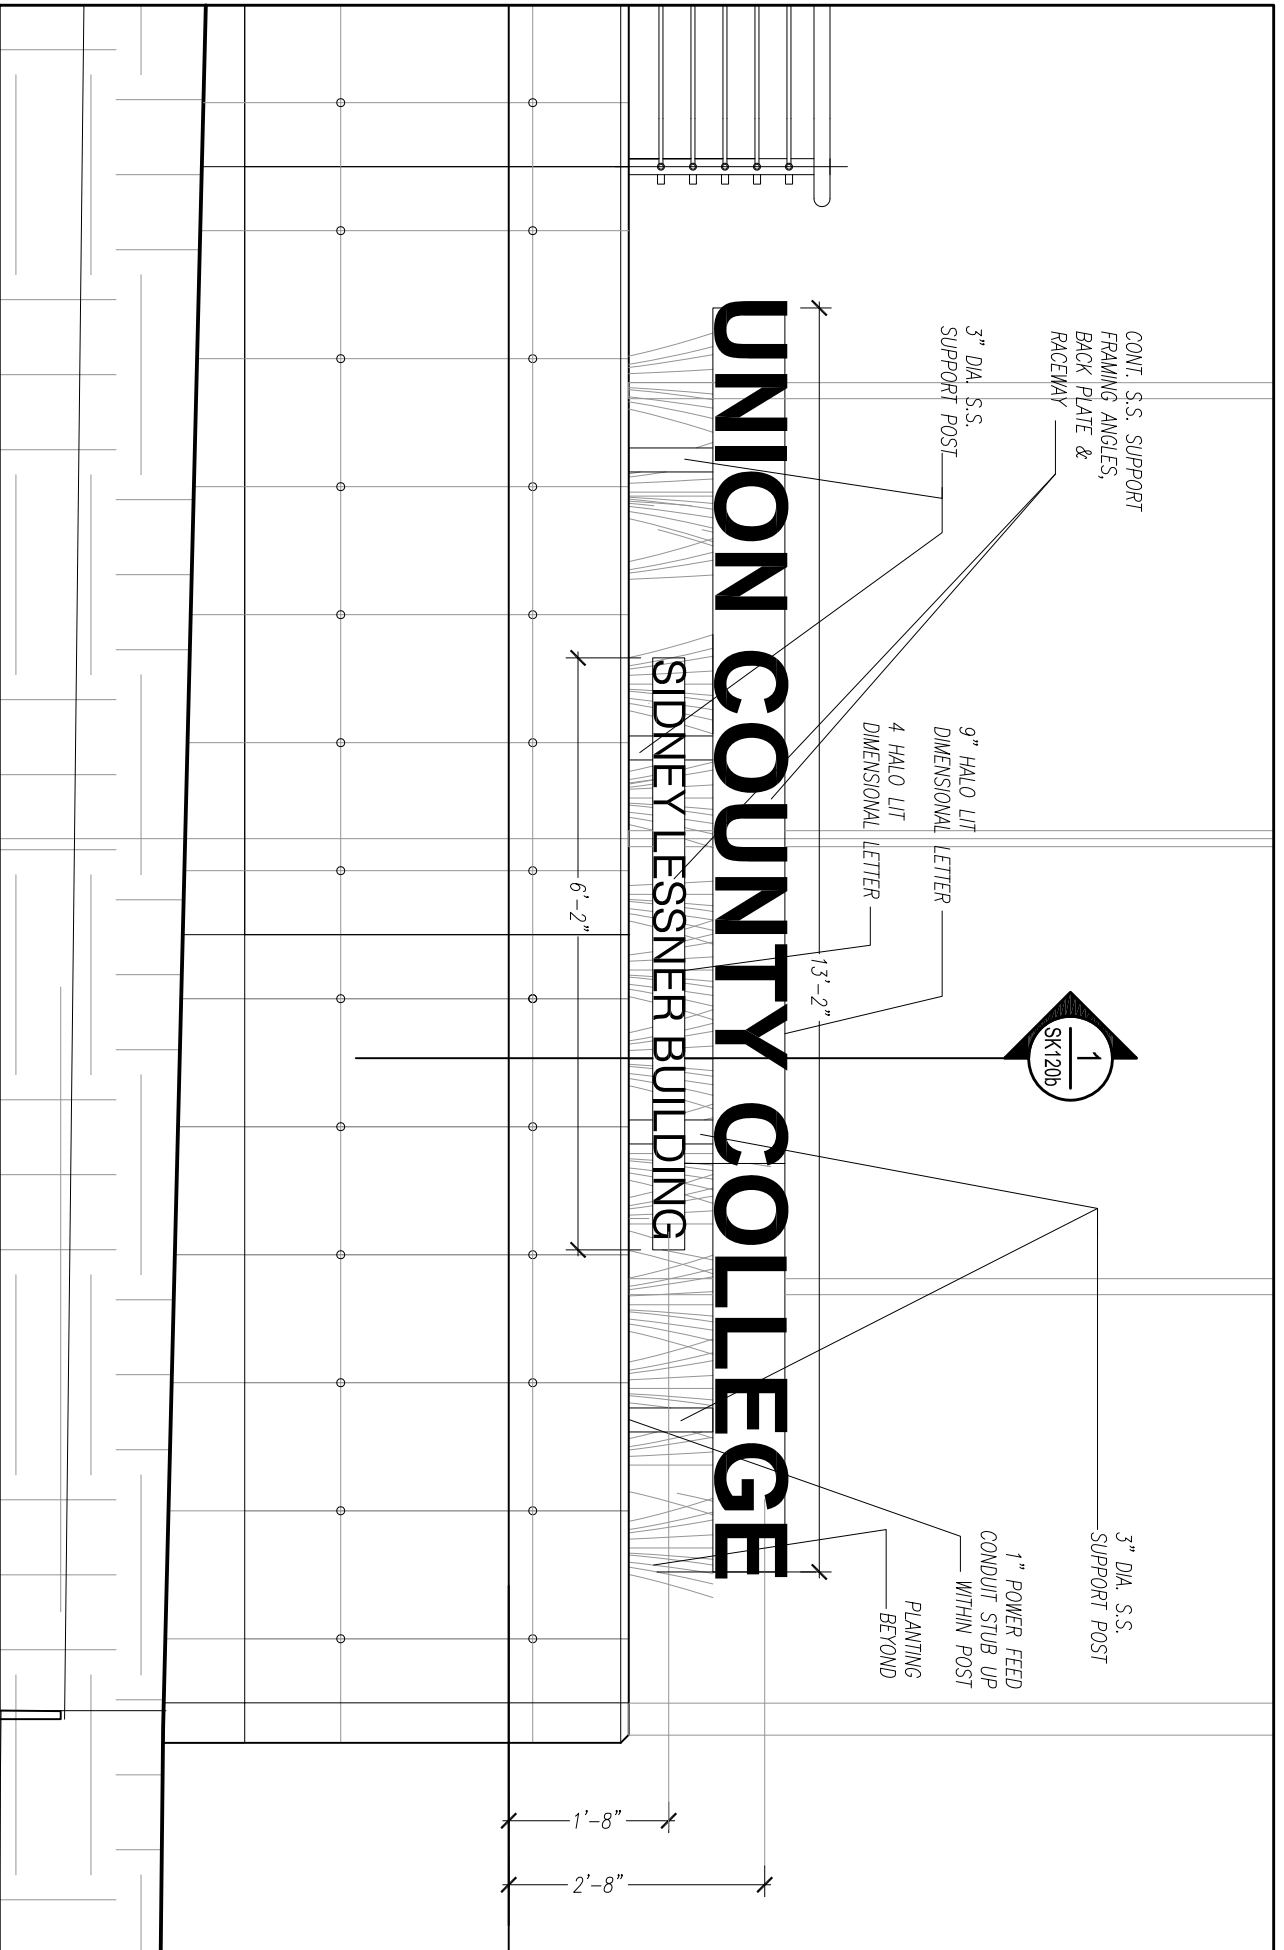 CONT. S.S. SUPPORT
FRAMING ANGLES,
BACK PLATE &
RACEWAY
3" DIA. S.S.
SUPPORT POST
9" HALO LIT
DIMENSIONAL LETTER
4 HALO LIT
DIMENSIONAL LETTER
1
SK120b
3" DIA. S.S.
SUPPORT POST
1" POWER FEED
CONDUIT STUB UP
WITHIN POST
PLANTING
BEYOND
13'-2"
UNION COUNTY COLLEGE
SIDNEY LESSNER BUILDING
6'-2"
1'-8"
2'-8"